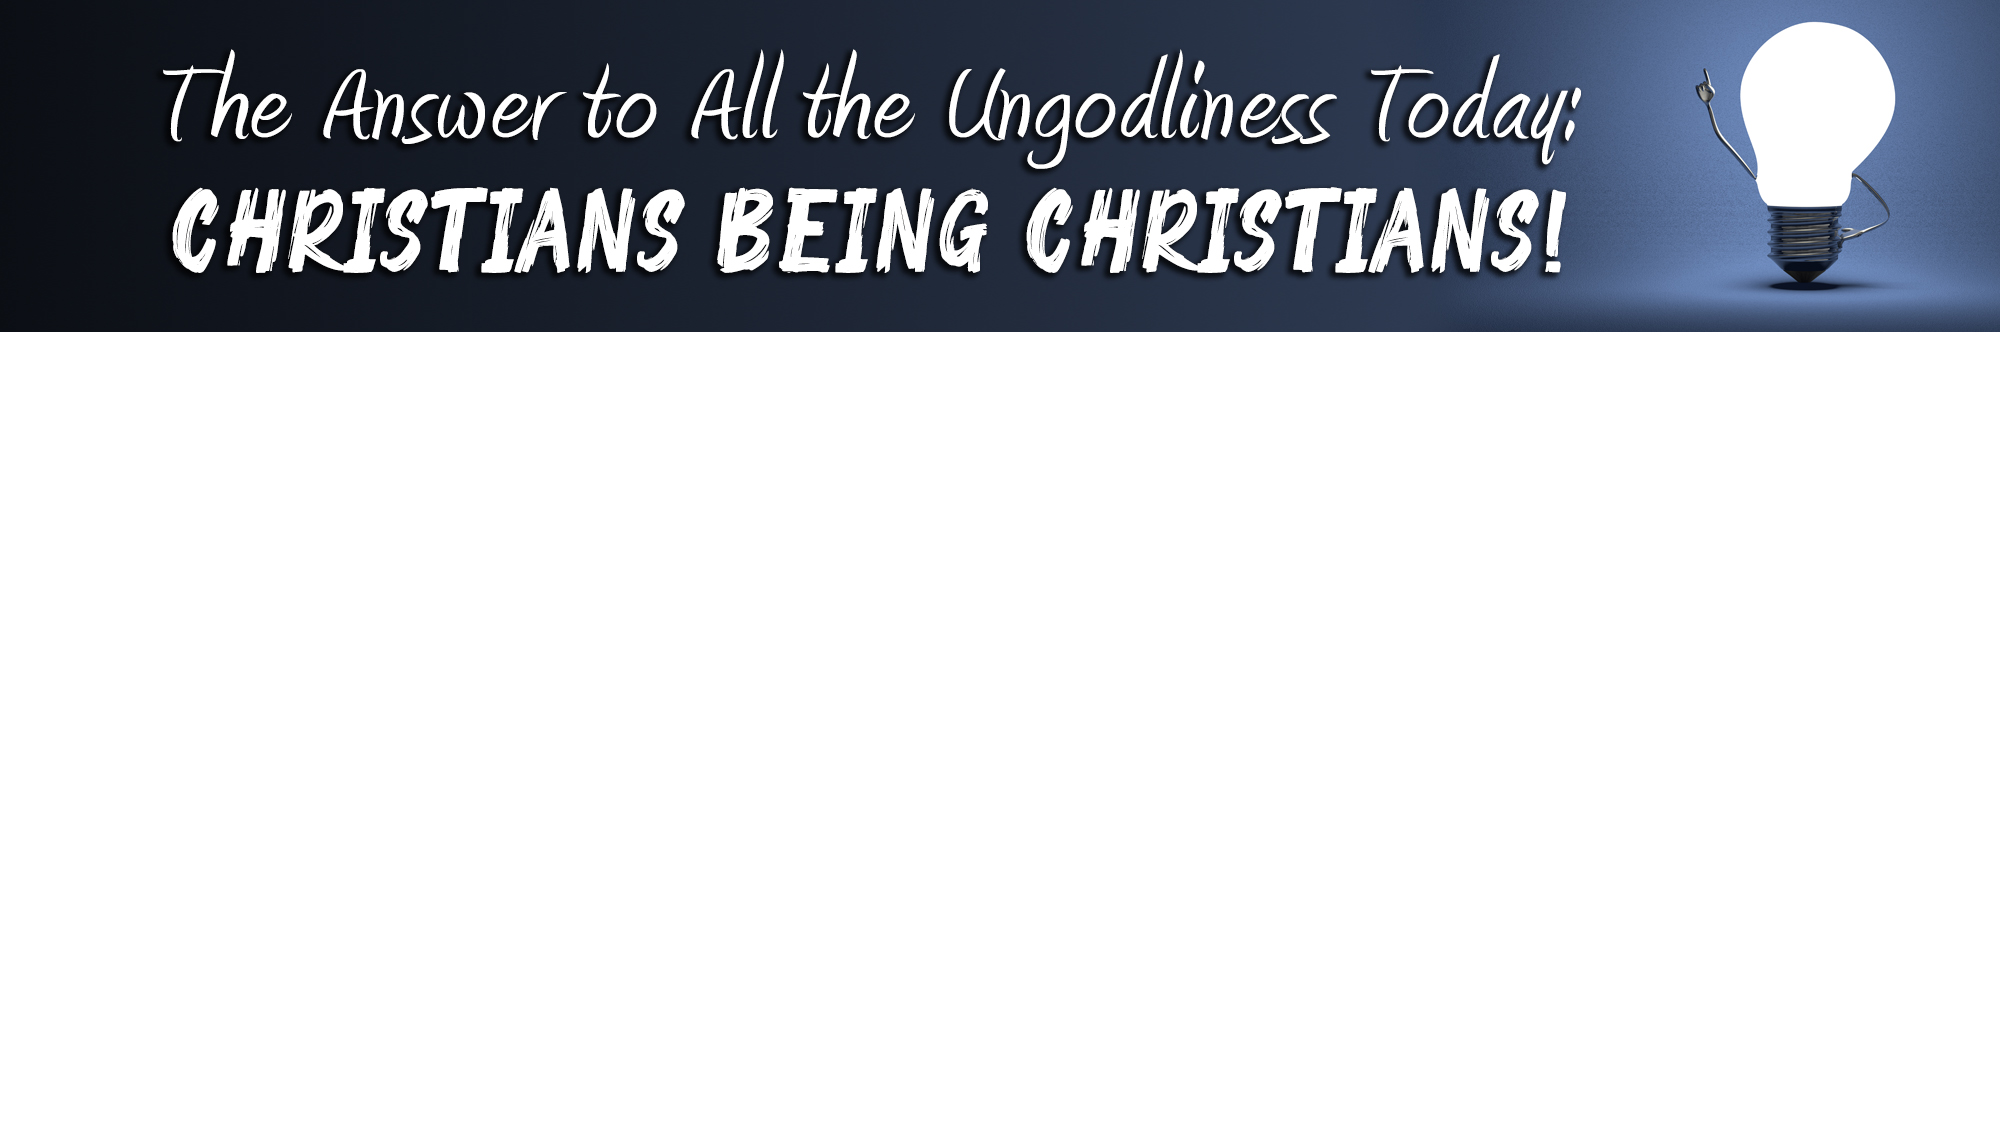 The Answer to All the Ungodliness Today:
CHRISTIANS BEING CHRISTIANS!